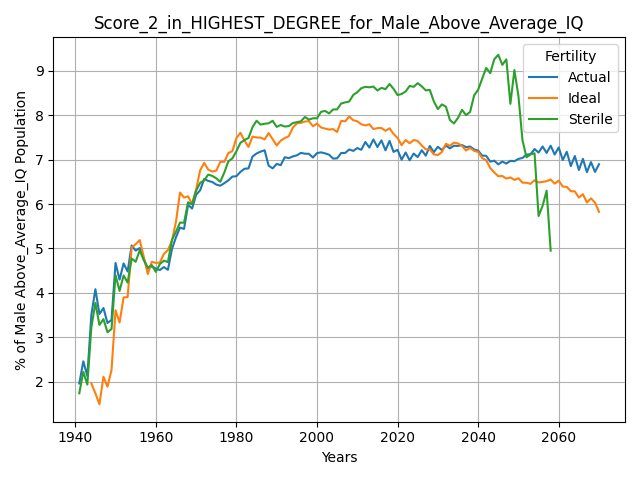 Score_2_in_HIGHEST_DEGREE_for_Male_Above_Average_IQ
% of Male Above_Average_IQ Population
9
8
7
6
5
4
3
2
Fertility
Actual
Ideal
Sterile
1940 1960 1980 2000 2020 2040 2060
Years